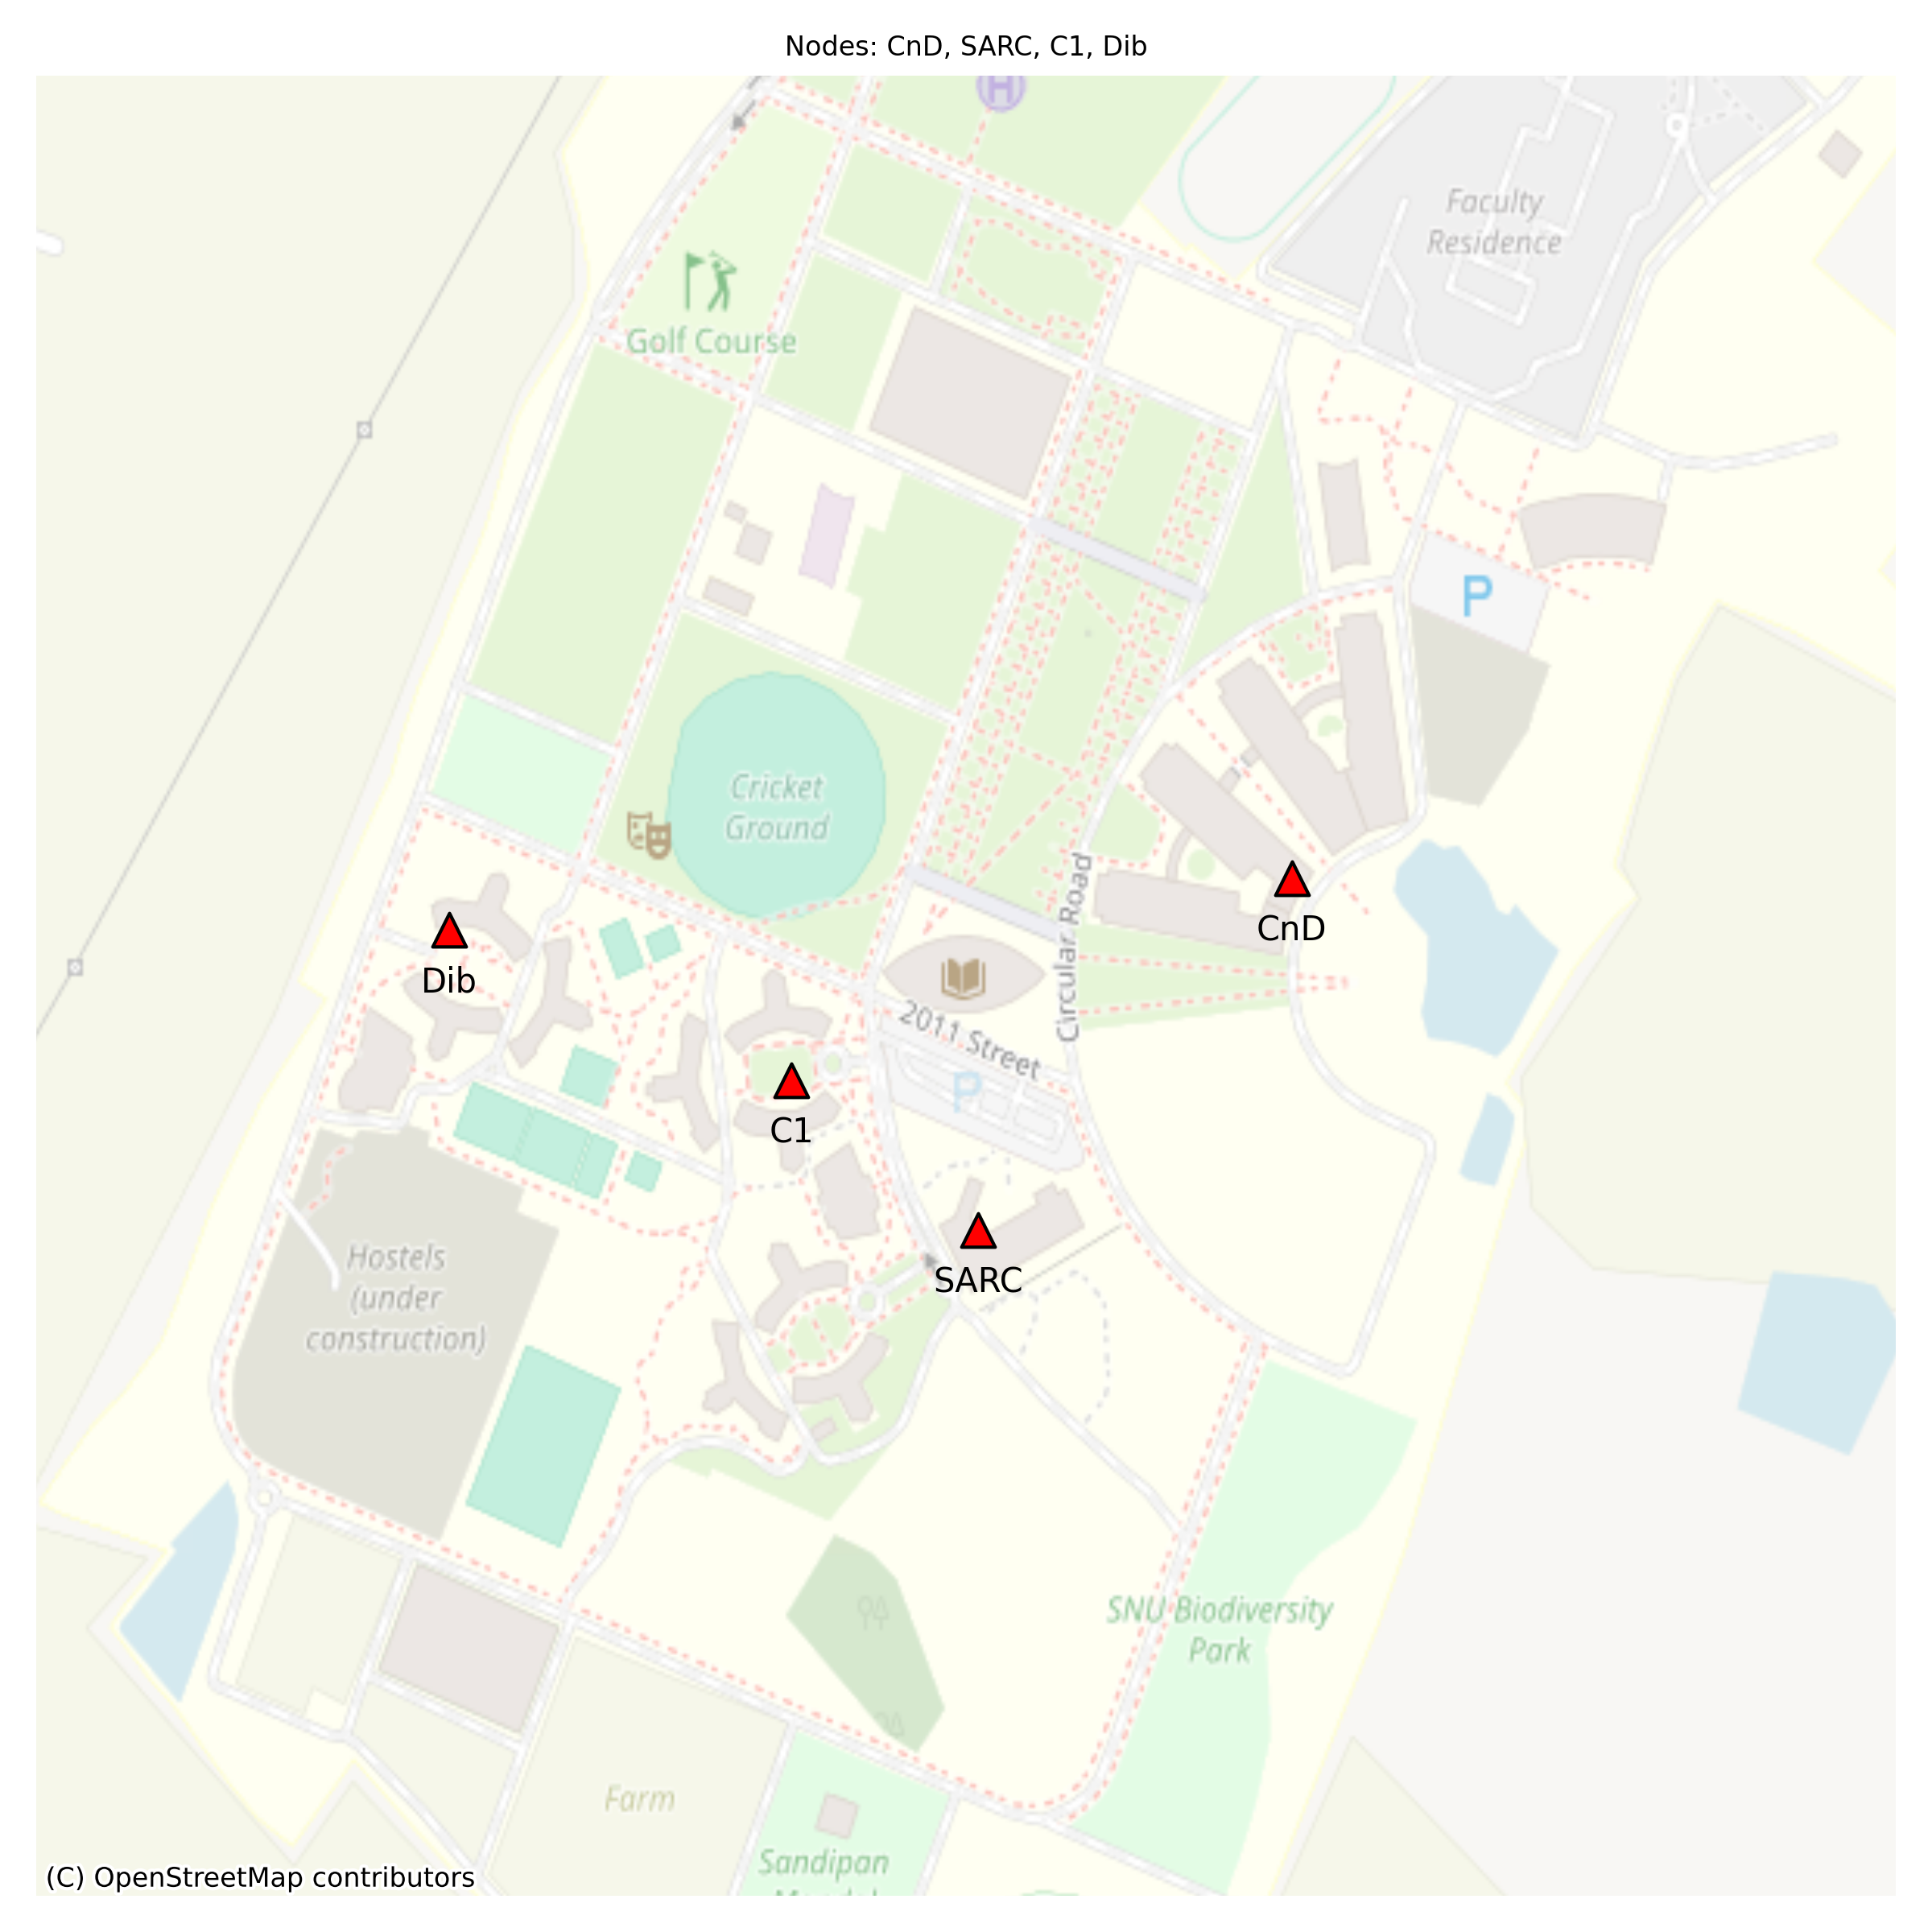 Nodes: CnD, SARC, C1, Dib
H
Faculty
Residence
Golf Course
P
Cricket
Ground
Circular Road
CnD
Dib
2011 Street
P
C1
SARC
Hostels
(under
construction)
SNU Biodiversity
Park
Farm
Sandipan
(C) OpenStreetMap contributors